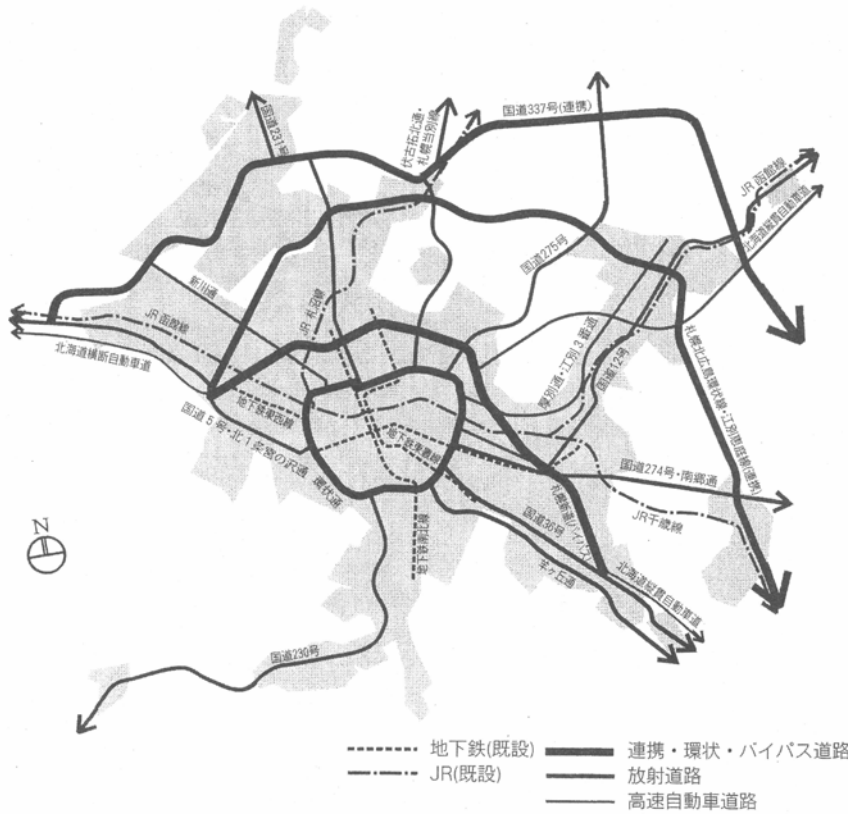 国道337号(連携)
国道231号
伏古拓北通・
札幌当別線
JR 函館線
北海道縦貫自動車道
国道275号
新川通
JR 札沼線
JR 函館線
北海道横断自動車道
厚別通・江別3番通
国道12号
札幌北広島環状線・江別恵庭線(連携)
地下鉄東西線
国道5号・北1条宮の沢通
環状通
地下鉄東豊線
国道274号・南郷通
国道36号
札幌新道(バイパス)
JR千歳線
地下鉄南北線
羊ケ丘通
北海道縦貫自動車道
N
国道230号
地下鉄(既設)
連携・環状・バイパス道路
JR(既設)
放射道路
高速自動車道路